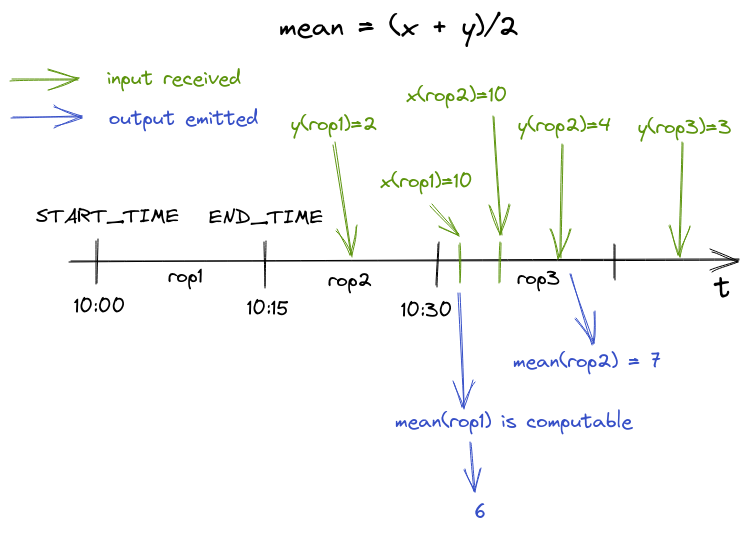 mean = (x + y)/2
input received
output emitted
x(rop2)=10
y(rop1)=2
y(rop2)=4
y(rop3)=3
x(rop1)=10
START_TIME
END_TIME
rop1
rop2
rop3
10:00
10:15
10:30
t
mean(rop2) = 7
mean(rop1) is computable
6